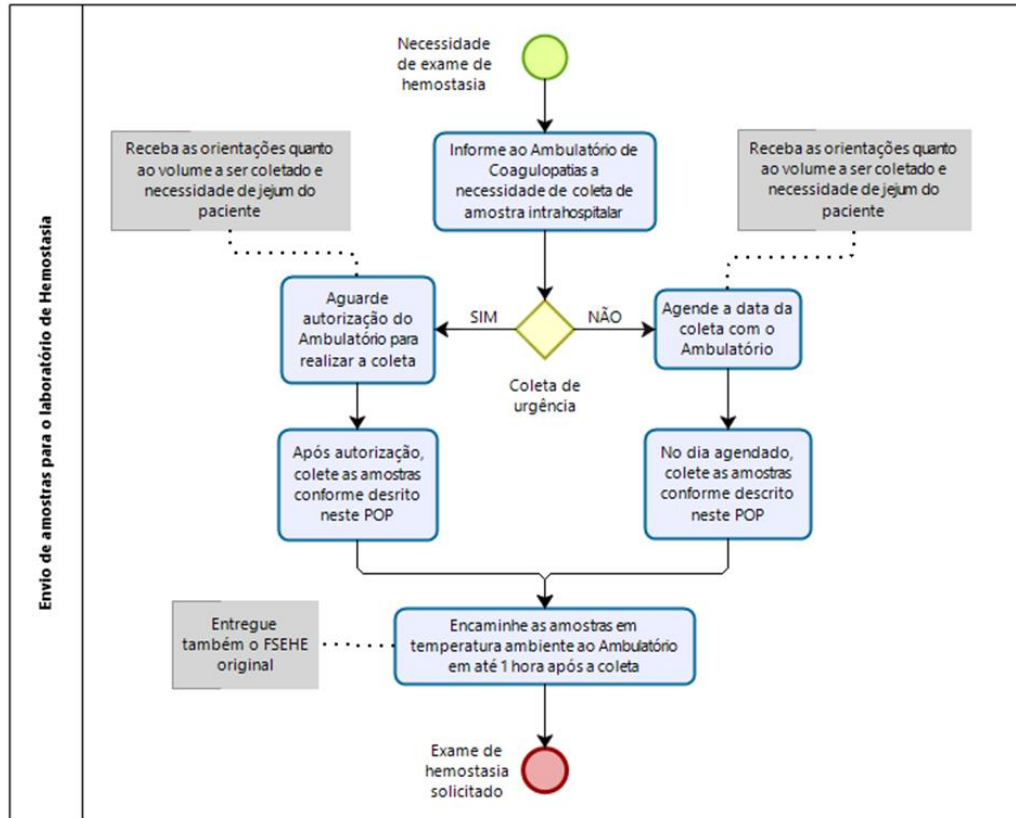 Envio de amostras para o laboratório de Hemostasia
Necessidade
de exame de
hemostasia
Receba as orientações quanto
ao volume a ser coletado e
necessidade de jejum do
paciente
Informe ao Ambulatório de
Coagulopatias a
necessidade de coleta de
amostra intrahospitalar
Receba as orientações quanto
ao volume a ser coletado e
necessidade de jejum do
paciente
Aguarde
autorização do
Ambulatório para
realizar a coleta
SIM
NÃO
Agende a data da
coleta com o
Ambulatório
Coleta de
urgência
Após autorização,
colete as amostras
conforme desrito
neste POP
No dia agendado,
colete as amostras
conforme descrito
neste POP
Entregue
também o FSEHE
original
Encaminhe as amostras em
temperatura ambiente ao Ambulatório
em até 1 hora após a coleta
Exame de
hemostasia
solicitado